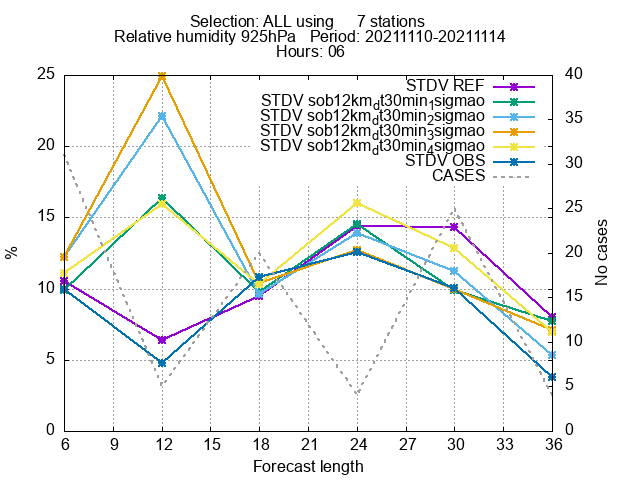 Selection: ALL using 7 stations
Relative humidity 925hPa Period: 20211110-20211114
Hours: 06
STDV REF
STDV sob12km_dt30min_1sigmao
STDV sob12km_dt30min_2sigmao
STDV sob12km_dt30min_3sigmao
STDV sob12km_dt30min_4sigmao
STDV OBS
CASES
25
20
15
10
5
0
%
40
35
30
25
20
15
10
5
0
No cases
6 9 12 15 18 21 24 27 30 33 36
Forecast length